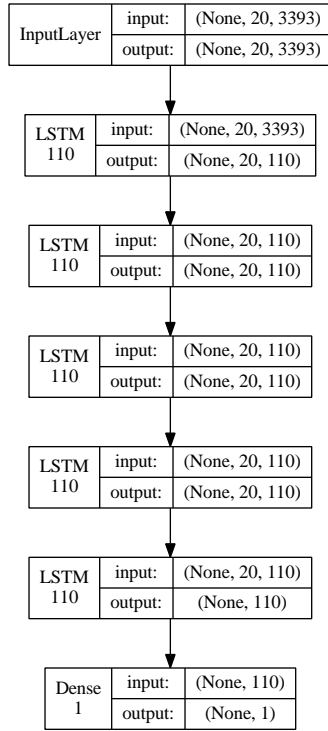 InputLayer
input: (None, 20, 3393)
output: (None, 20, 3393)
LSTM
110
input: (None, 20, 3393)
output: (None, 20, 110)
LSTM
110
input: (None, 20, 110)
output: (None, 20, 110)
LSTM
110
input: (None, 20, 110)
output: (None, 20, 110)
LSTM
110
input: (None, 20, 110)
output: (None, 20, 110)
LSTM
110
input: (None, 20, 110)
output: (None, 110)
Dense
1
input: (None, 110)
output: (None, 1)